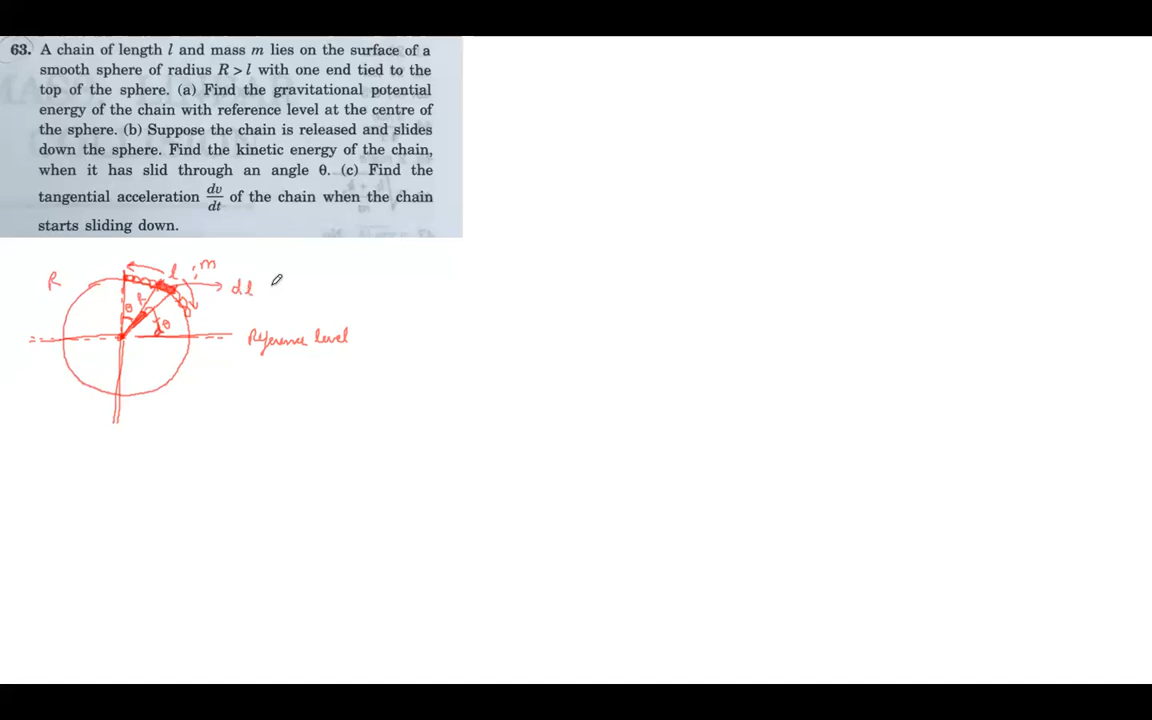 63. A chain of length l and mass m lies on the surface of a
smooth sphere of radius R > l with one end tied to the
top of the sphere. (a) Find the gravitational potential
energy of the chain with reference level at the centre of
the sphere. (b) Suppose the chain is released and slides
down the sphere. Find the kinetic energy of the chain,
when it has slid through an angle θ. (c) Find the
tangential acceleration dv/dt of the chain when the chain
starts sliding down.
l ; m
R
dl
θ
dθ
Reference level